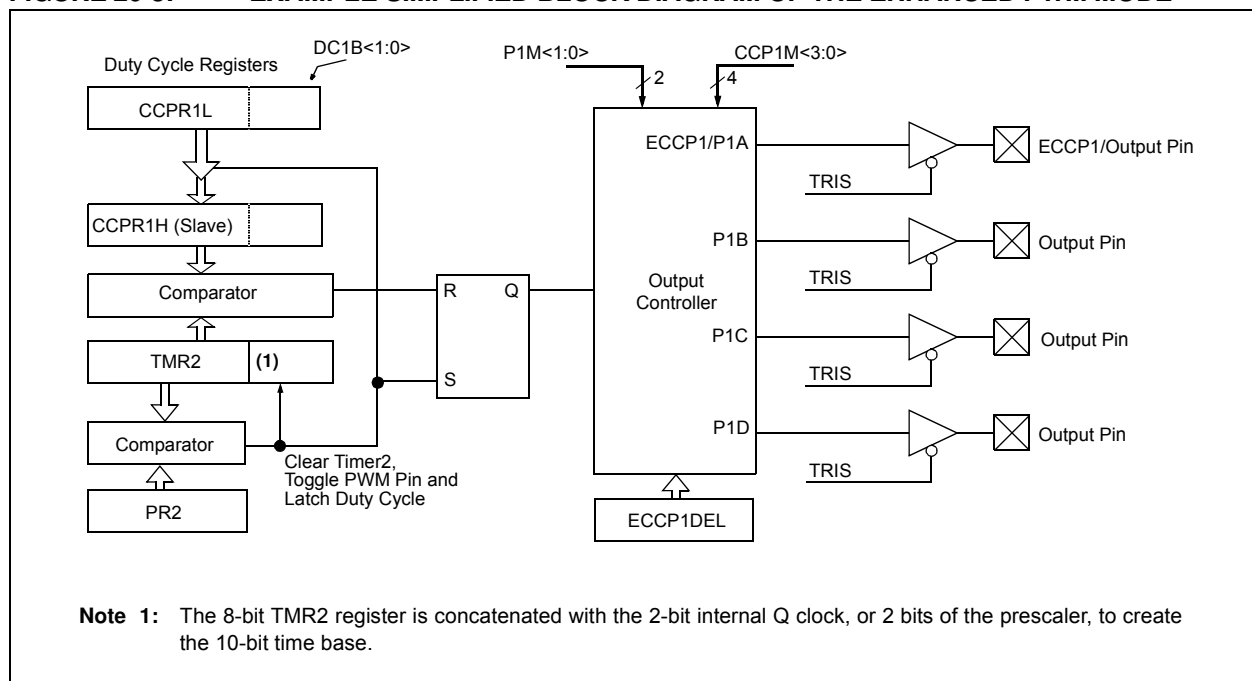 DC1B<1:0>
P1M<1:0>
CCP1M<3:0>
Duty Cycle Registers
2
4
CCPR1L
ECCP1/P1A
ECCP1/Output Pin
TRIS
CCPR1H (Slave)
P1B
Output Pin
TRIS
Comparator
R
Q
Output
Controller
TMR2
(1)
P1C
Output Pin
S
TRIS
Comparator
P1D
Output Pin
Clear Timer2,
Toggle PWM Pin and
Latch Duty Cycle
TRIS
PR2
ECCP1DEL
Note 1: The 8-bit TMR2 register is concatenated with the 2-bit internal Q clock, or 2 bits of the prescaler, to create
the 10-bit time base.